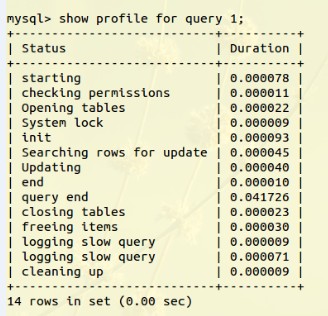 mysql> show profile for query 1;
+---------------------------+----------+
| Status                    | Duration |
+---------------------------+----------+
| starting                  | 0.000078 |
| checking permissions      | 0.000011 |
| Opening tables            | 0.000022 |
| System lock               | 0.000009 |
| init                      | 0.000093 |
| Searching rows for update | 0.000045 |
| Updating                  | 0.000040 |
| end                       | 0.000010 |
| query end                 | 0.041726 |
| closing tables            | 0.000023 |
| freeing items             | 0.000030 |
| logging slow query        | 0.000009 |
| logging slow query        | 0.000071 |
| cleaning up               | 0.000009 |
+---------------------------+----------+
14 rows in set (0.00 sec)